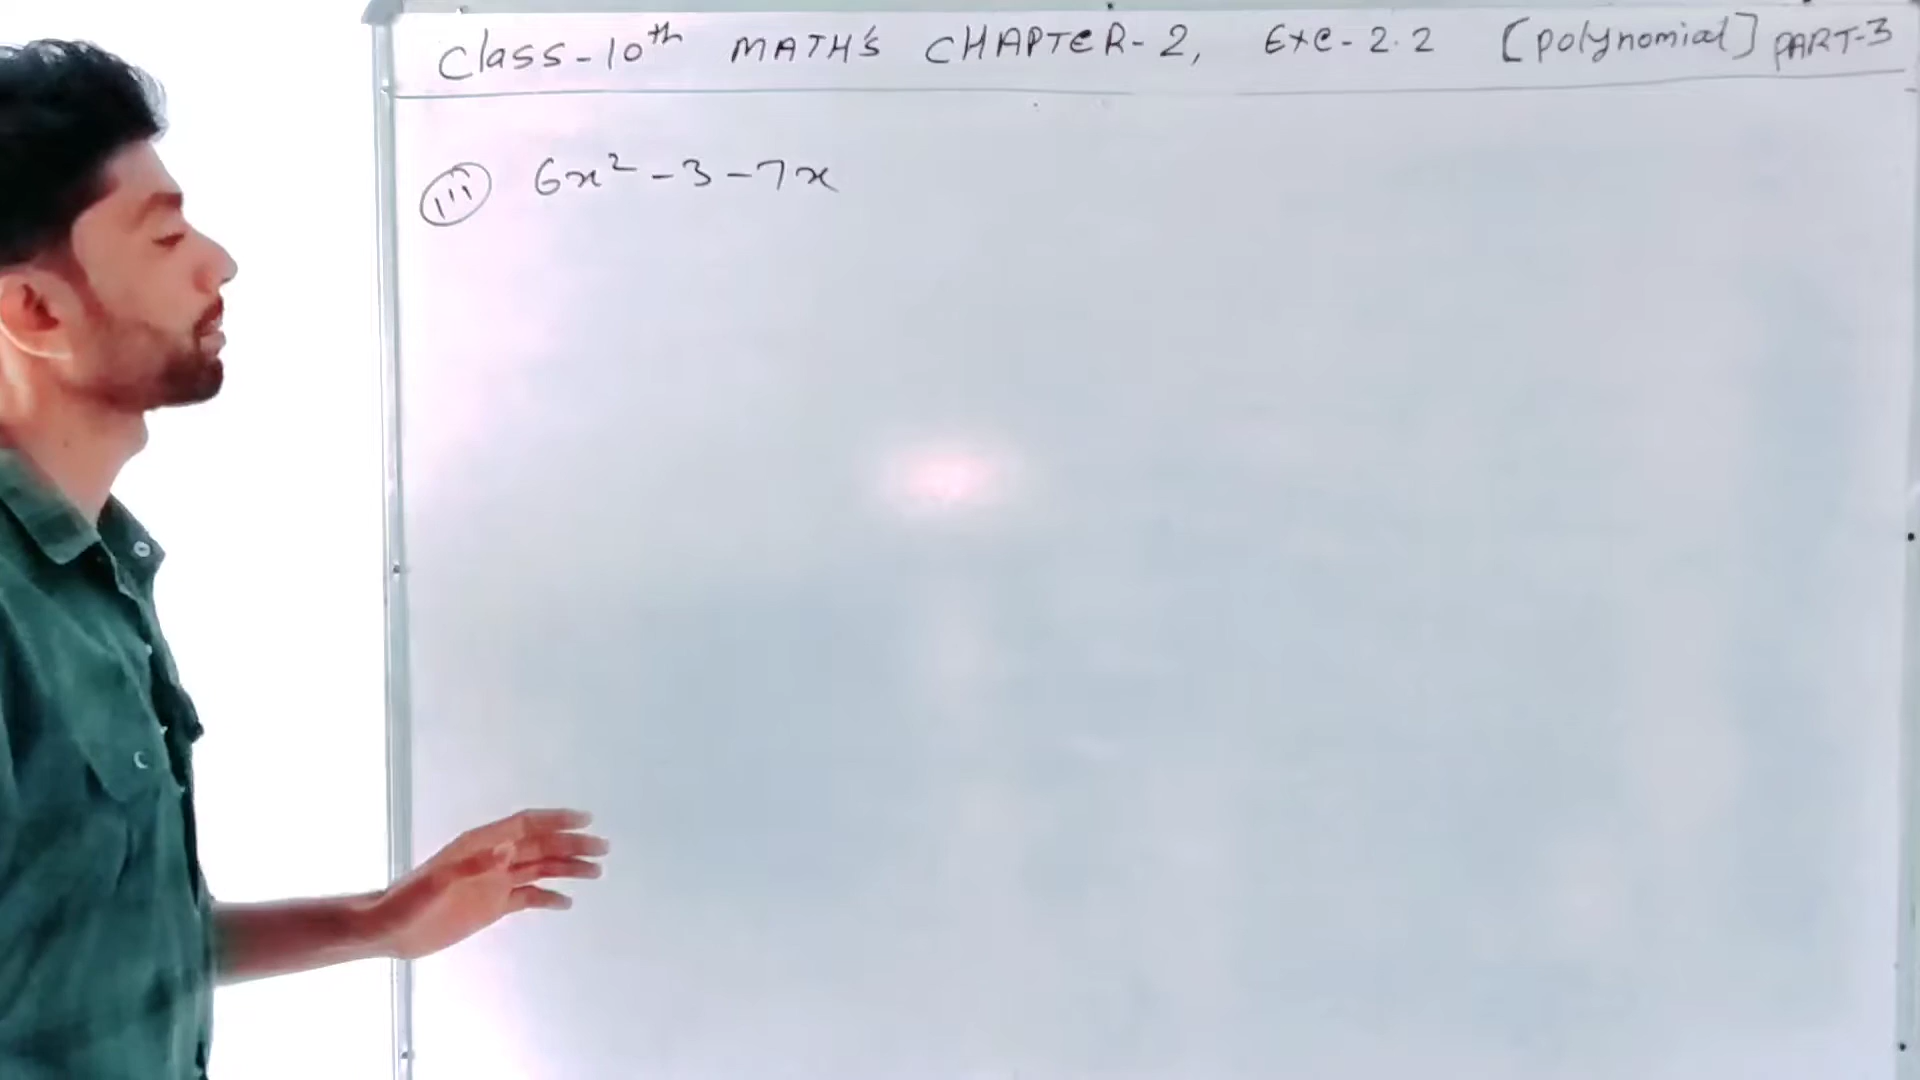 Class-10th MATH'S CHAPTER-2, Exe-2.2 [polynomial] PART-3
(iii) 6x² - 3 - 7x